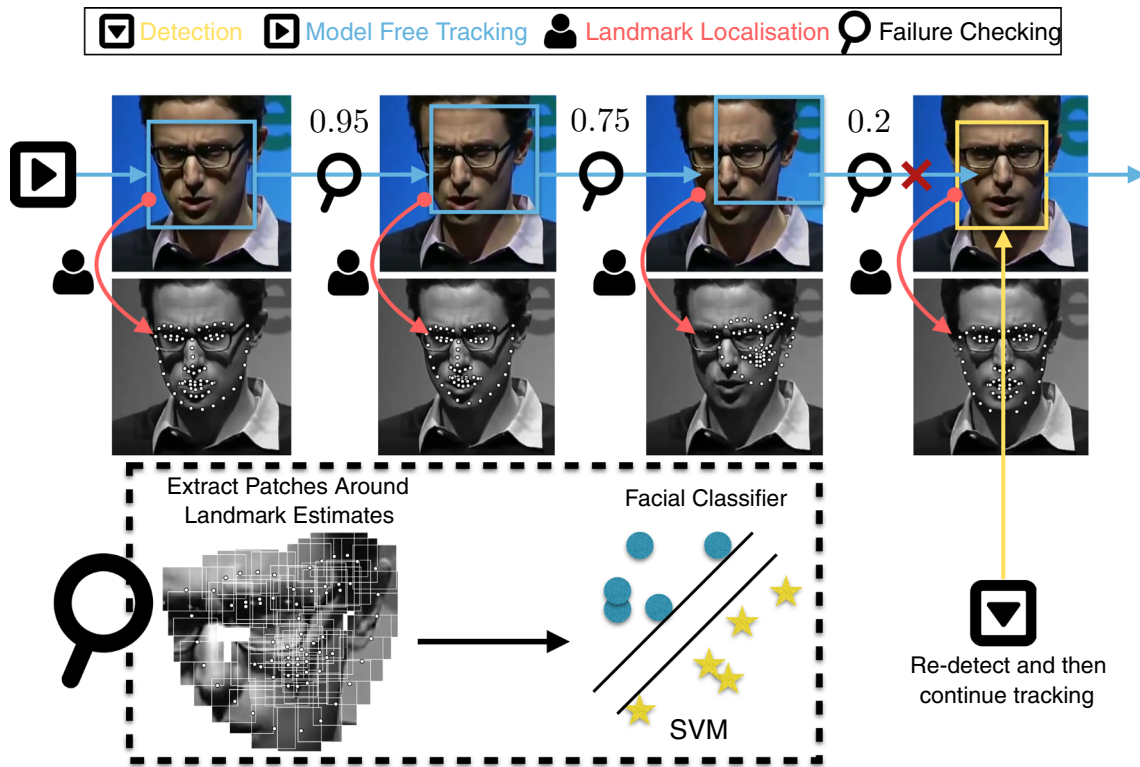 Detection Model Free Tracking Landmark Localisation Failure Checking
0.95 0.75 0.2
Extract Patches Around
Landmark Estimates
Facial Classifier
SVM
Re-detect and then
continue tracking